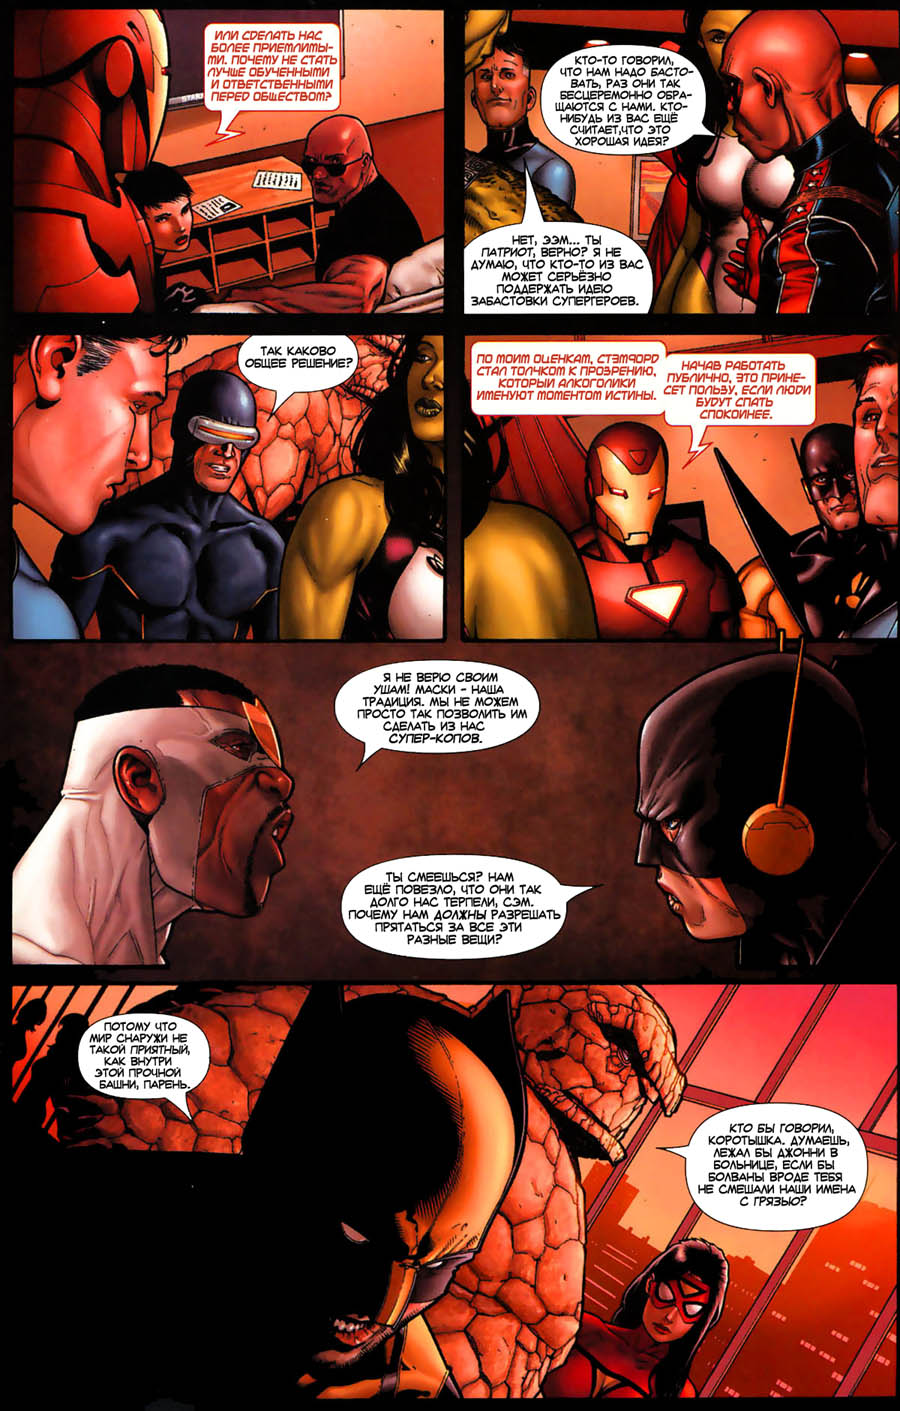 ИЛИ СДЕЛАТЬ НАС
БОЛЕЕ ПРИЕМЛИМЫ-
МИ. ПОЧЕМУ НЕ СТАТЬ
ЛУЧШЕ ОБУЧЕННЫМИ
И ОТВЕТСТВЕННЫМИ
ПЕРЕД ОБЩЕСТВОМ?
КТО-ТО ГОВОРИЛ,
ЧТО НАМ НАДО БАСТО-
ВАТЬ, РАЗ ОНИ ТАК
БЕСЦЕРЕМОННО ОБРА-
ЩАЮТСЯ С НАМИ. КТО-
НИБУДЬ ИЗ ВАС ЕЩЁ
СЧИТАЕТ,ЧТО ЭТО
ХОРОШАЯ ИДЕЯ?
НЕТ, ЭЭМ... ТЫ
ПАТРИОТ, ВЕРНО? Я НЕ
ДУМАЮ, ЧТО КТО-ТО ИЗ ВАС
МОЖЕТ СЕРЬЁЗНО
ПОДДЕРЖАТЬ ИДЕЮ
ЗАБАСТОВКИ СУПЕРГЕРОЕВ.
ТАК КАКОВО
ОБЩЕЕ РЕШЕНИЕ?
ПО МОИМ ОЦЕНКАМ, СТЭМФОРД
СТАЛ ТОЛЧКОМ К ПРОЗРЕНИЮ,
КОТОРЫЙ АЛКОГОЛИКИ
ИМЕНУЮТ МОМЕНТОМ ИСТИНЫ.
НАЧАВ РАБОТАТЬ
ПУБЛИЧНО, ЭТО ПРИНЕ-
СЕТ ПОЛЬЗУ, ЕСЛИ ЛЮДИ
БУДУТ СПАТЬ
СПОКОЙНЕЕ.
Я НЕ ВЕРЮ СВОИМ
УШАМ! МАСКИ - НАША
ТРАДИЦИЯ. МЫ НЕ МОЖЕМ
ПРОСТО ТАК ПОЗВОЛИТЬ ИМ
СДЕЛАТЬ ИЗ НАС
СУПЕР-КОПОВ.
ТЫ СМЕЕШЬСЯ? НАМ
ЕЩЁ ПОВЕЗЛО, ЧТО ОНИ ТАК
ДОЛГО НАС ТЕРПЕЛИ, СЭМ.
ПОЧЕМУ НАМ ДОЛЖНЫ РАЗРЕШАТЬ
ПРЯТАТЬСЯ ЗА ВСЕ ЭТИ
РАЗНЫЕ ВЕЩИ?
ПОТОМУ ЧТО
МИР СНАРУЖИ НЕ
ТАКОЙ ПРИЯТНЫЙ,
КАК ВНУТРИ
ЭТОЙ ПРОЧНОЙ
БАШНИ, ПАРЕНЬ.
КТО БЫ ГОВОРИЛ,
КОРОТЫШКА. ДУМАЕШЬ,
ЛЕЖАЛ БЫ ДЖОННИ В
БОЛЬНИЦЕ, ЕСЛИ БЫ
БОЛВАНЫ ВРОДЕ ТЕБЯ
НЕ СМЕШАЛИ НАШИ ИМЕНА
С ГРЯЗЬЮ?